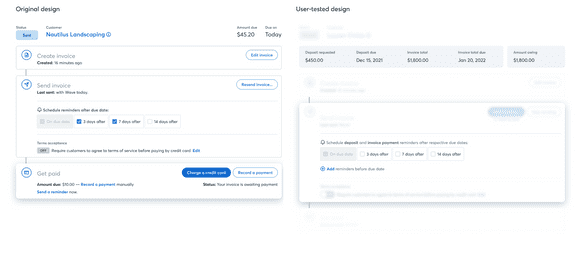 Original design
Status
Customer
Amount due
Due on
Sent
Nautilus Landscaping
$45.20
Today
Create invoice
Created: 16 minutes ago
Edit invoice
Send invoice
Last sent: with Wave today.
Resend invoice...
Schedule reminders after due date:
On due date
3 days after
7 days after
14 days after
Terms acceptance
OFF
Require customers to agree to terms of service before paying by credit card. Edit
Get paid
Charge a credit card
Record a payment
Amount due: $10.00 — Record a payment manually
Status: Your invoice is awaiting payment
Send a reminder now.
User-tested design
Deposit requested
Deposit due
Invoice total
Invoice total due
Amount owing
$450.00
Dec 15, 2021
$1,800.00
Jan 30, 2022
$1,800.00
Schedule deposit and invoice payment reminders after respective due dates:
On due date
3 days after
7 days after
14 days after
Add reminders before due date